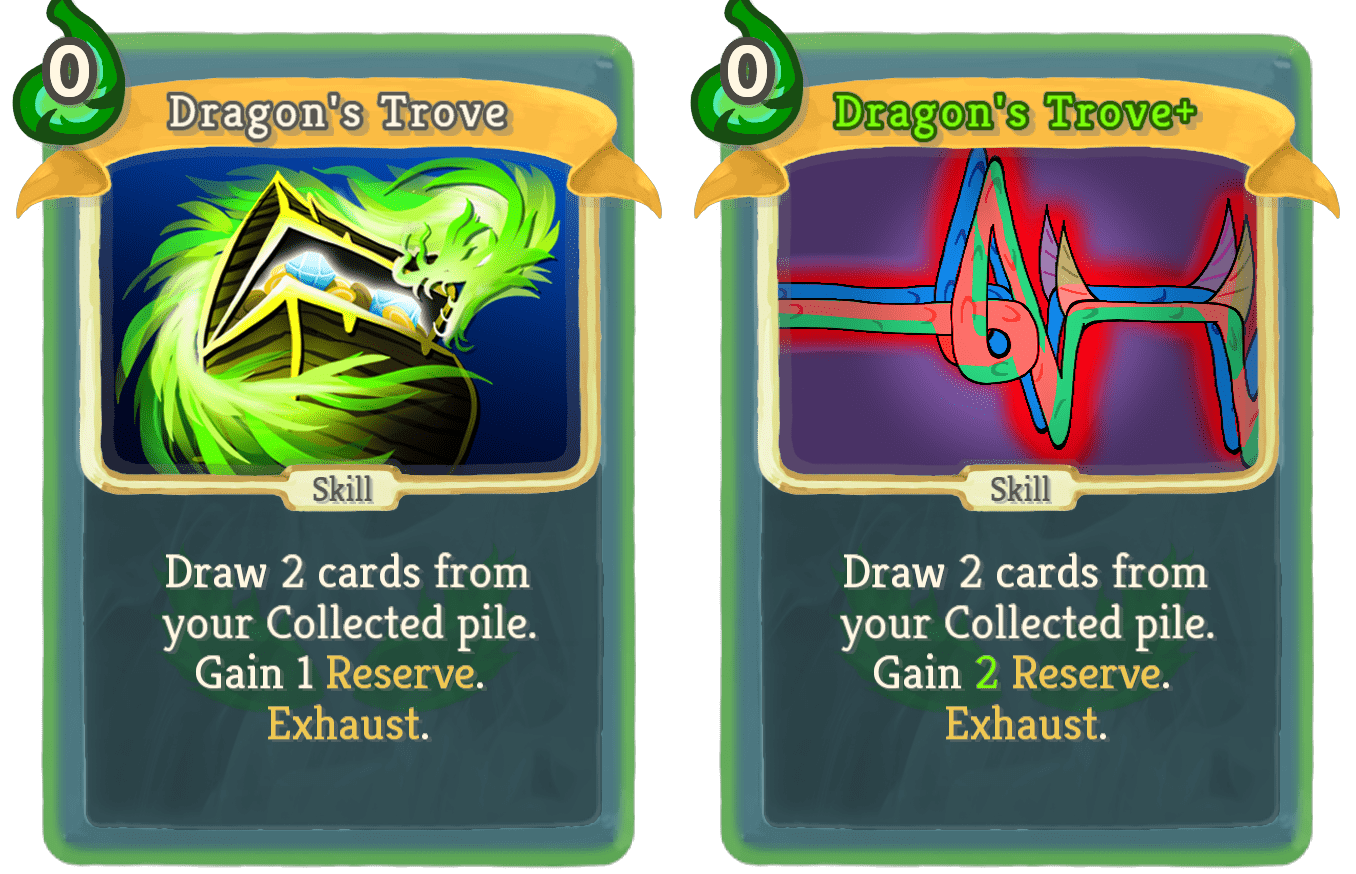 0
Dragon's Trove
Skill
Draw 2 cards from
your Collected pile.
Gain 1 Reserve.
Exhaust.
0
Dragon's Trove+
Skill
Draw 2 cards from
your Collected pile.
Gain 2 Reserve.
Exhaust.